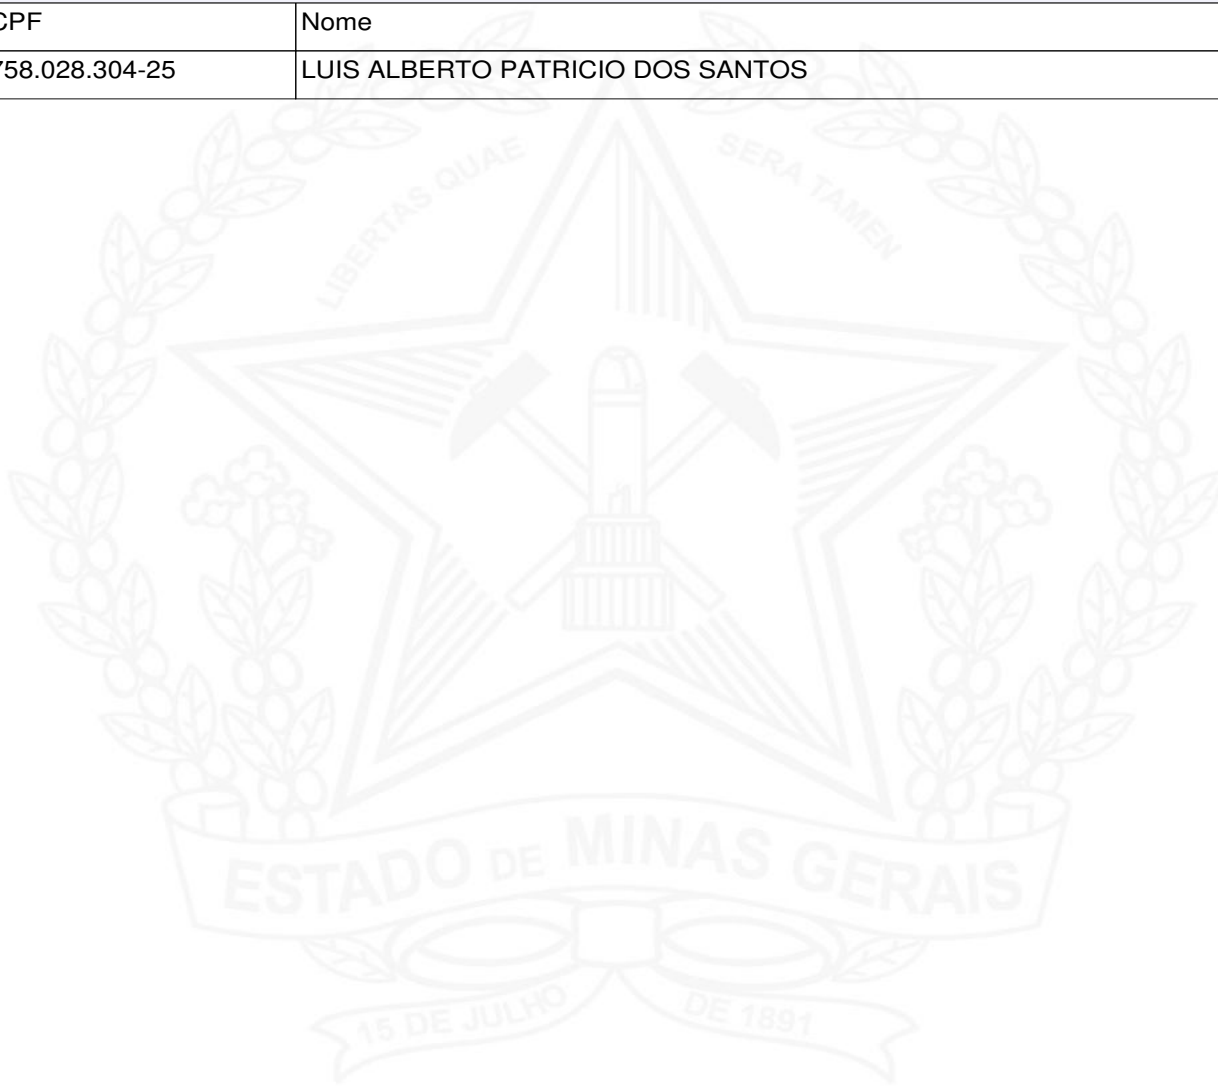 CPF Nome
758.028.304-25 LUIS ALBERTO PATRICIO DOS SANTOS
LIBERTAS QUAE SERA TAMEN
ESTADO DE MINAS GERAIS
15 DE JULHO DE 1891